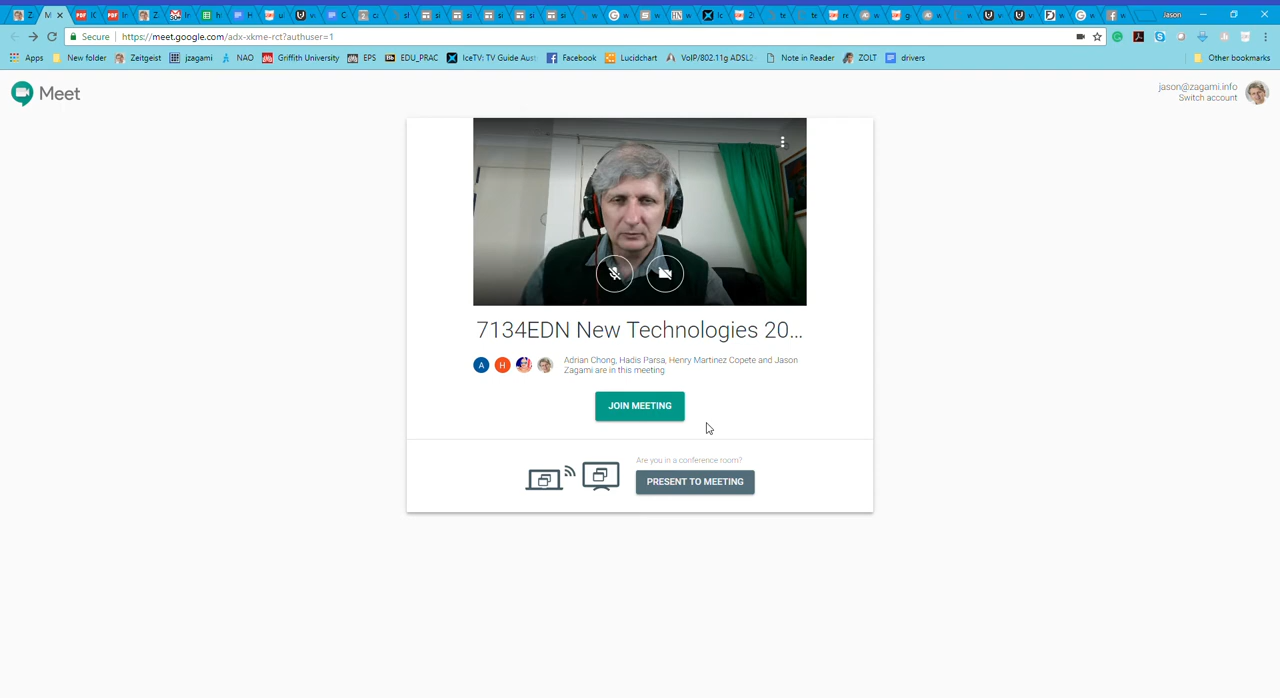 Jason
Secure
https://meet.google.com/adx-xkme-rct?authuser=1
Apps New folder Zeitgeist jzagami NAO Griffith University EPS EDU_PRAC IceTV: TV Guide Aust Facebook Lucidchart VoIP/802.11g ADSL2 Note in Reader ZOLT drivers Other bookmarks
Meet
jason@zagami.info
Switch account
7134EDN New Technologies 20...
A H
Adrian Chong, Hadis Parsa, Henry Martinez Copete and Jason
Zagami are in this meeting
JOIN MEETING
Are you in a conference room?
PRESENT TO MEETING